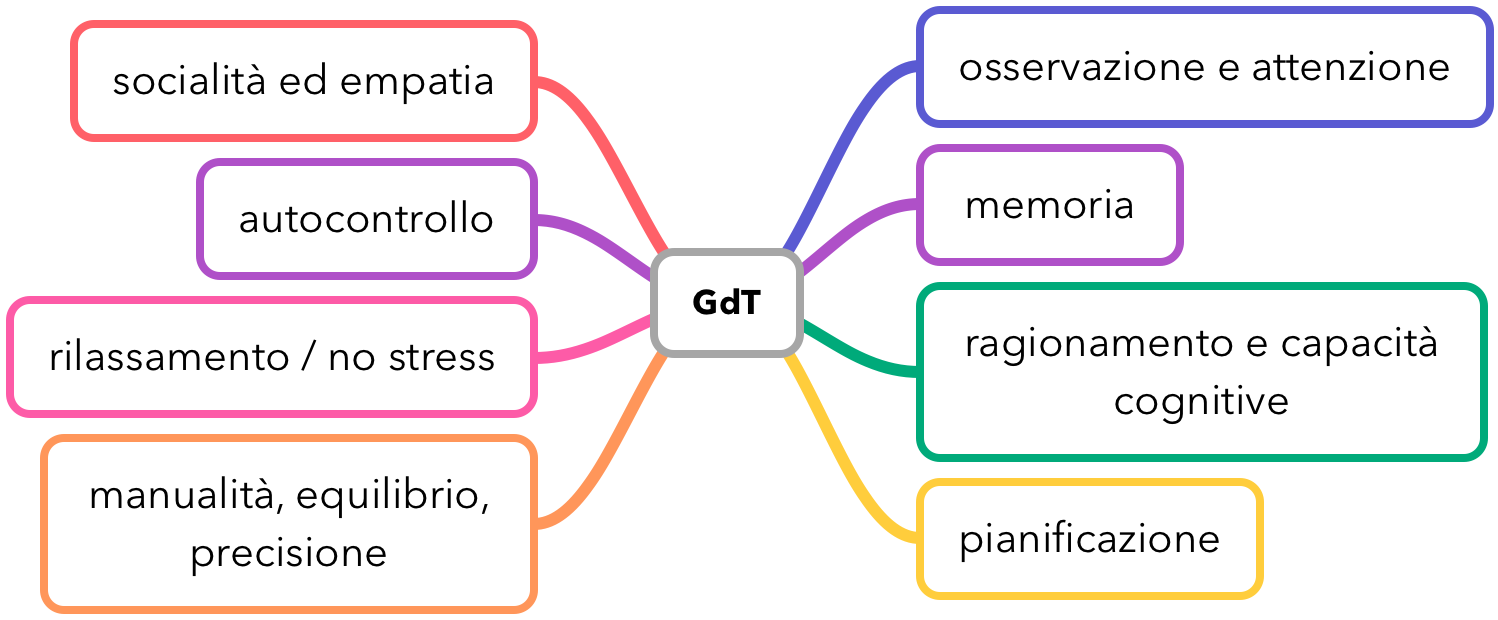 socialità ed empatia
autocontrollo
rilassamento / no stress
manualità, equilibrio,
precisione
GdT
osservazione e attenzione
memoria
ragionamento e capacità
cognitive
pianificazione